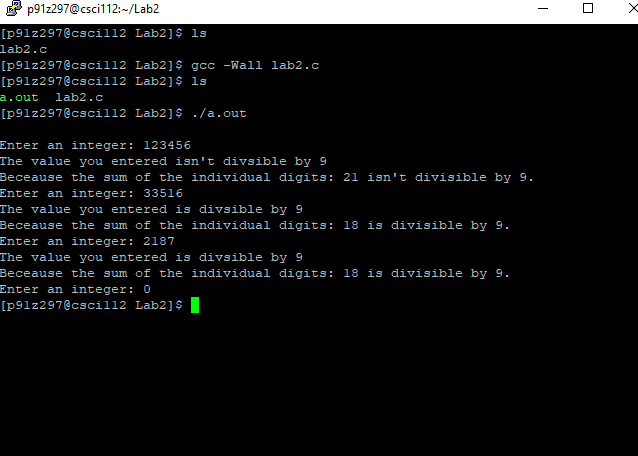 p91z297@csci112:~/Lab2
[p91z297@csci112 Lab2]$ ls
lab2.c
[p91z297@csci112 Lab2]$ gcc -Wall lab2.c
[p91z297@csci112 Lab2]$ ls
a.out  lab2.c
[p91z297@csci112 Lab2]$ ./a.out
Enter an integer: 123456
The value you entered isn't divsible by 9
Beceause the sum of the individual digits: 21 isn't divisible by 9.
Enter an integer: 33516
The value you entered is divsible by 9
Beceause the sum of the individual digits: 18 is divisible by 9.
Enter an integer: 2187
The value you entered is divsible by 9
Beceause the sum of the individual digits: 18 is divisible by 9.
Enter an integer: 0
[p91z297@csci112 Lab2]$